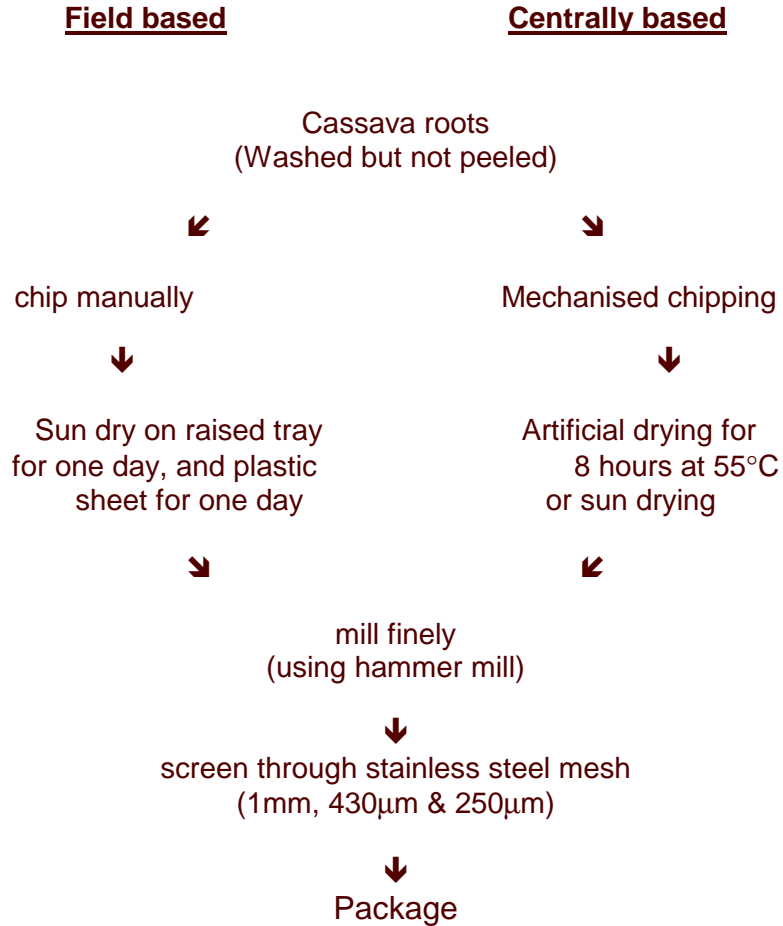 Field based
Centrally based
Cassava roots
(Washed but not peeled)
chip manually
Mechanised chipping
Sun dry on raised tray
for one day, and plastic
sheet for one day
Artificial drying for
8 hours at 55°C
or sun drying
mill finely
(using hammer mill)
screen through stainless steel mesh
(1mm, 430μm & 250μm)
Package